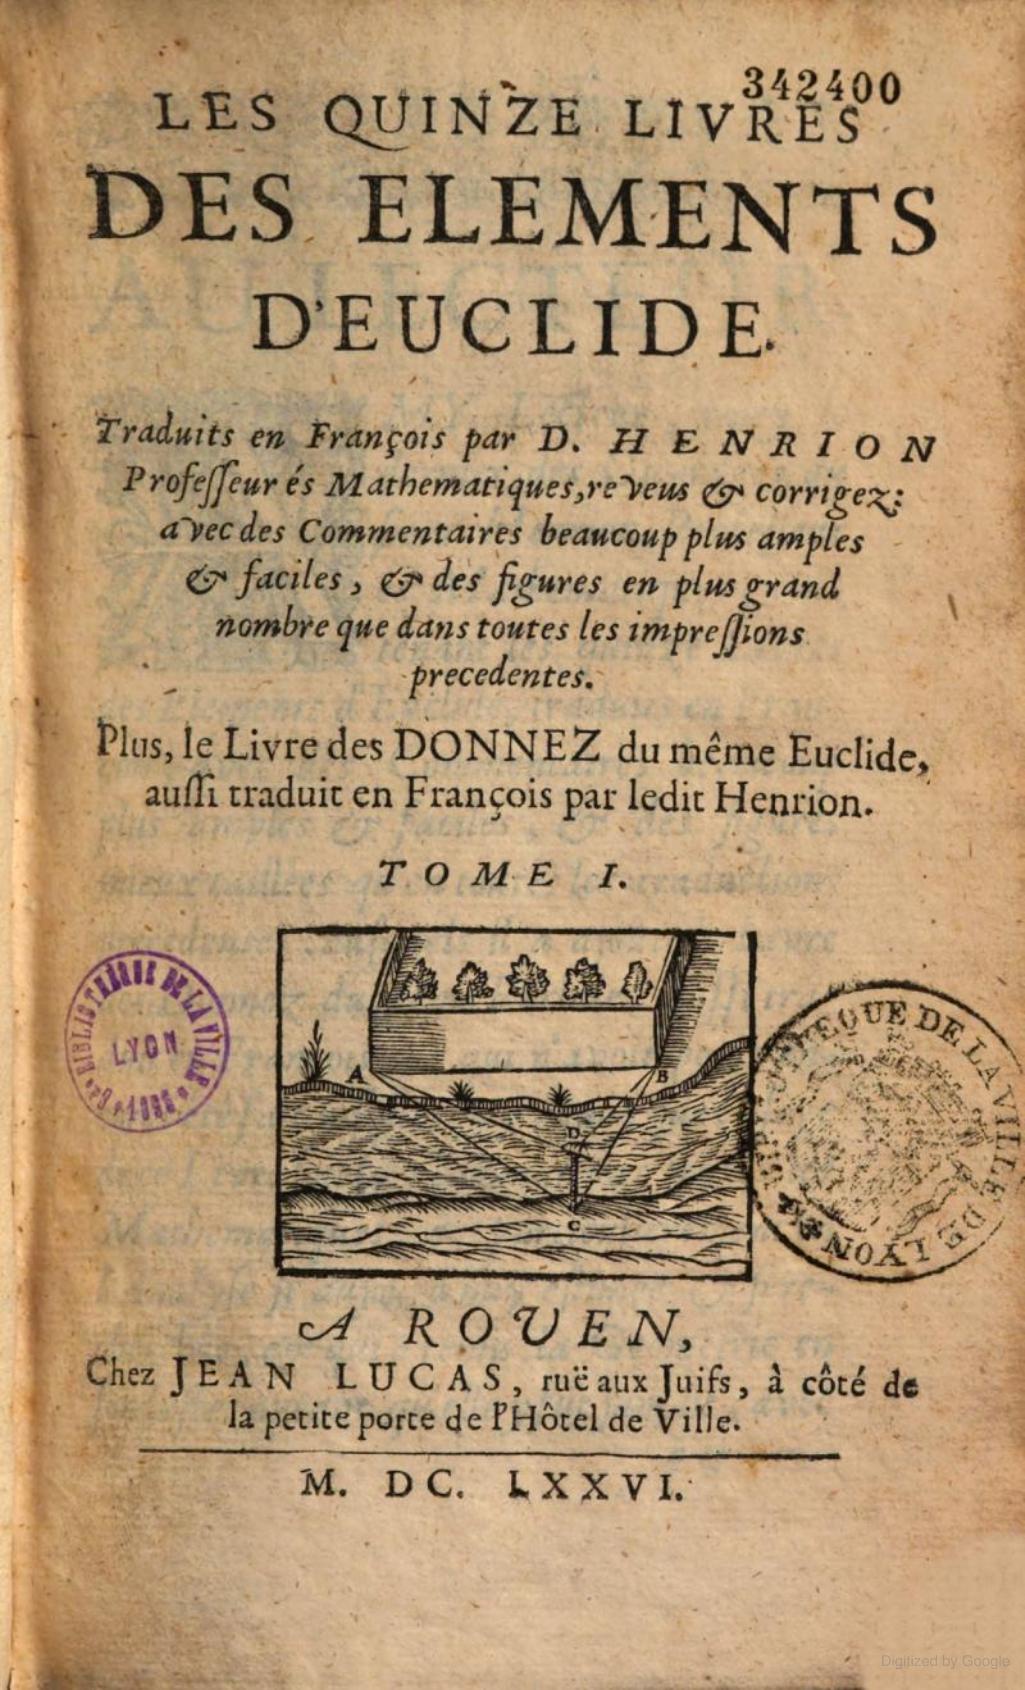 342400
LES QUINZE LIVRES
DES ELEMENTS
D'EUCLIDE.
Traduits en François par D. HENRION
Professeur és Mathematiques, reveus & corrigez:
avec des Commentaires beaucoup plus amples
& faciles, & des figures en plus grand
nombre que dans toutes les impressions
precedentes.
Plus, le Livre des DONNEZ du même Euclide,
aussi traduit en François par ledit Henrion.
TOME I.
BIBLIOTHEQUE DE LA VILLE
LYON
A B
D
C
DE LA VILLE DE LYON
A ROUEN,
Chez JEAN LUCAS, ruë aux Juifs, à côté de
la petite porte de l'Hôtel de Ville.
M. DC. LXXVI.
Digitized by Google